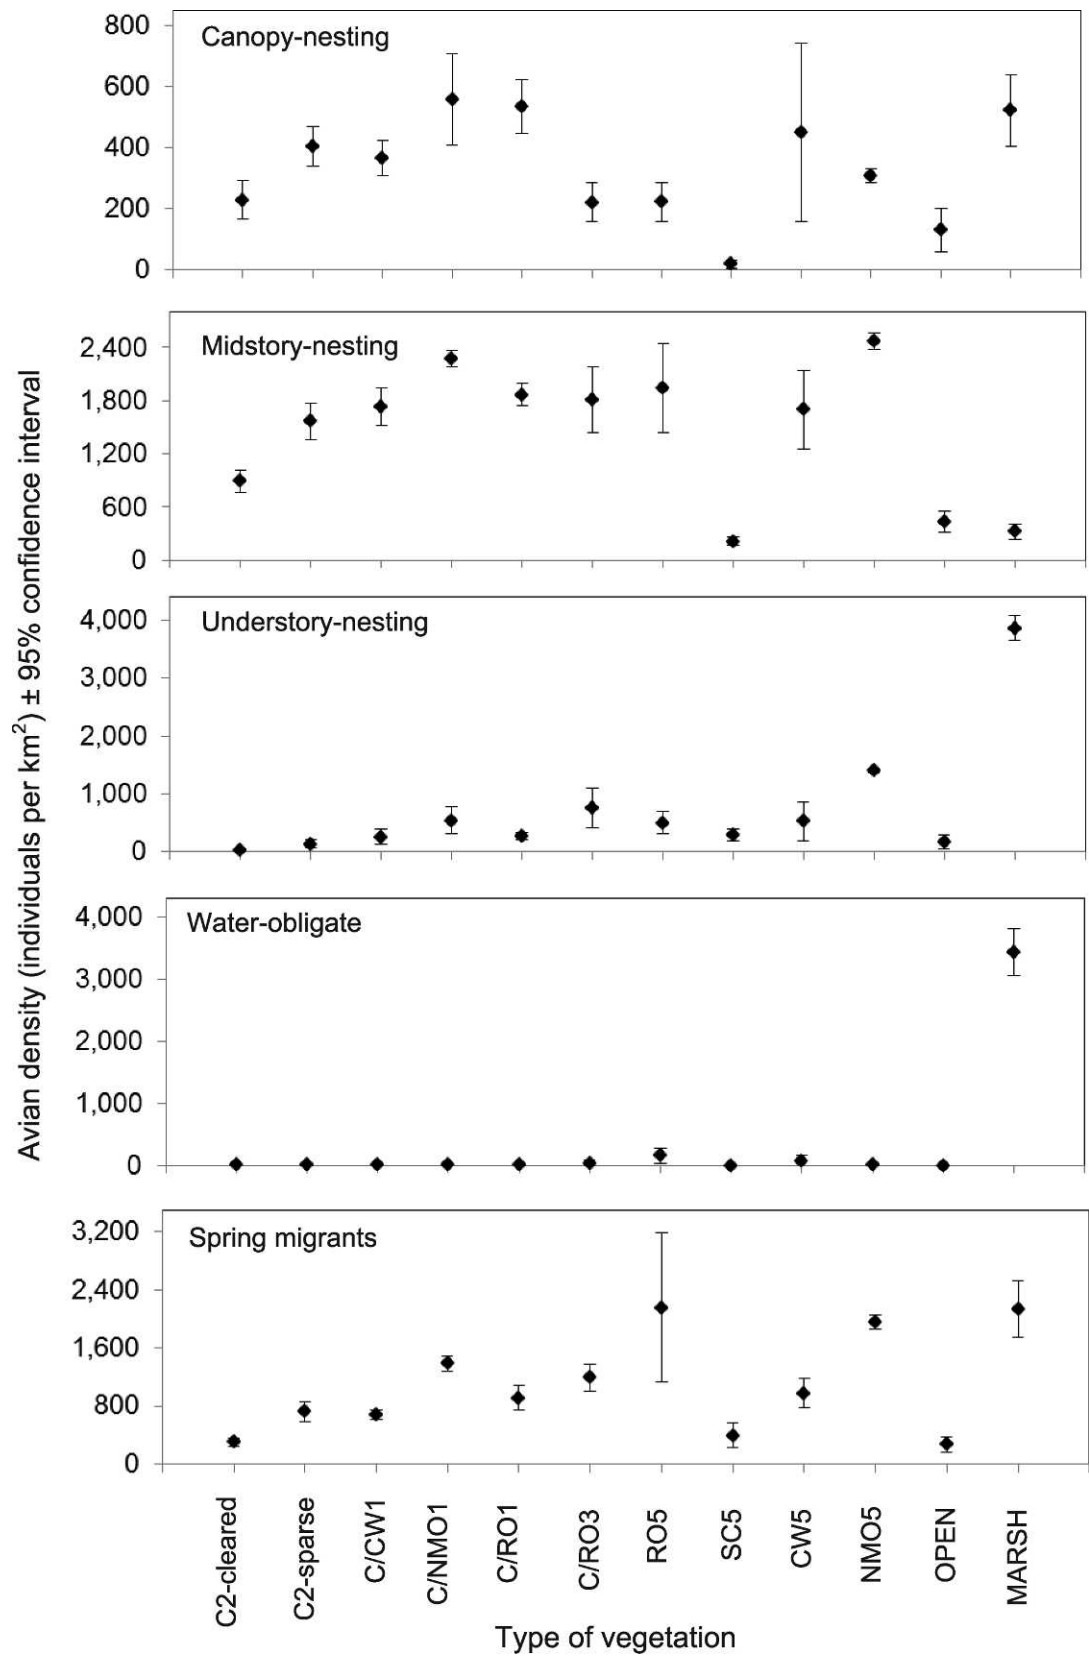 Avian density (individuals per km²) ± 95% confidence interval
Canopy-nesting
800
600
400
200
0
Midstory-nesting
2,400
1,800
1,200
600
0
Understory-nesting
4,000
3,000
2,000
1,000
0
Water-obligate
4,000
3,000
2,000
1,000
0
Spring migrants
3,200
2,400
1,600
800
0
C2-cleared
C2-sparse
C/CW1
C/NMO1
C/RO1
C/RO3
RO5
SC5
CW5
NMO5
OPEN
MARSH
Type of vegetation